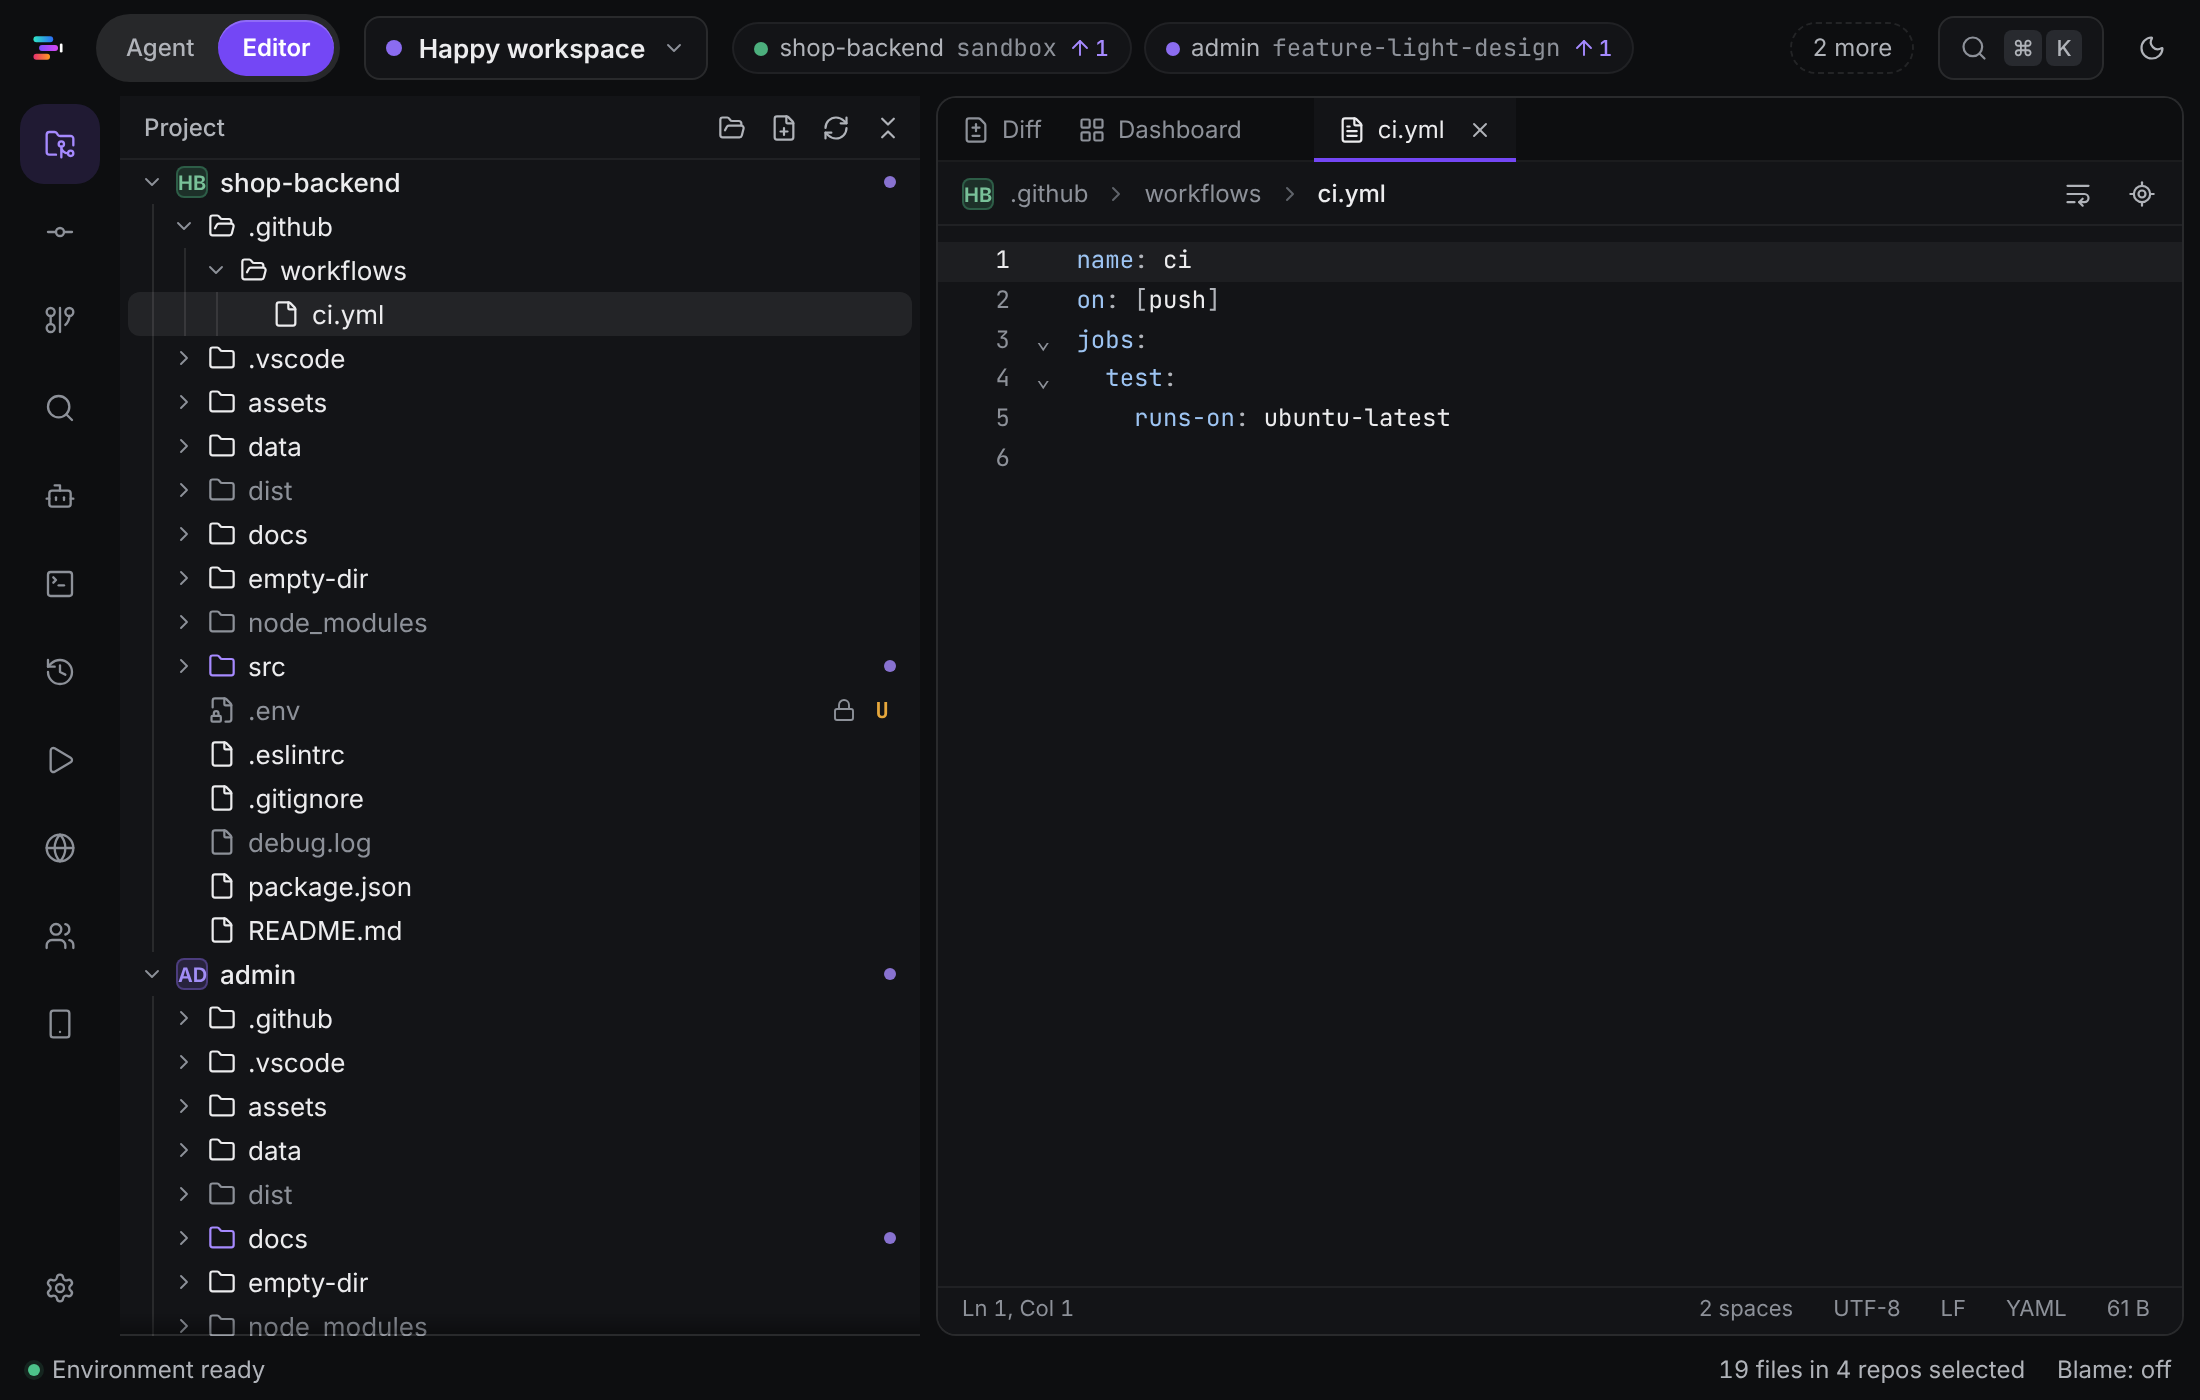 Agent Editor Happy workspace shop-backend sandbox ↑1 admin feature-light-design ↑1 2 more ⌘ K
Project
HB shop-backend
.github
workflows
ci.yml
.vscode
assets
data
dist
docs
empty-dir
node_modules
src
.env U
.eslintrc
.gitignore
debug.log
package.json
README.md
AD admin
.github
.vscode
assets
data
dist
docs
empty-dir
node_modules
Diff Dashboard ci.yml
HB .github workflows ci.yml
1 name: ci
2 on: [push]
3 jobs:
4 test:
5 runs-on: ubuntu-latest
6
Ln 1, Col 1 2 spaces UTF-8 LF YAML 61 B
Environment ready 19 files in 4 repos selected Blame: off